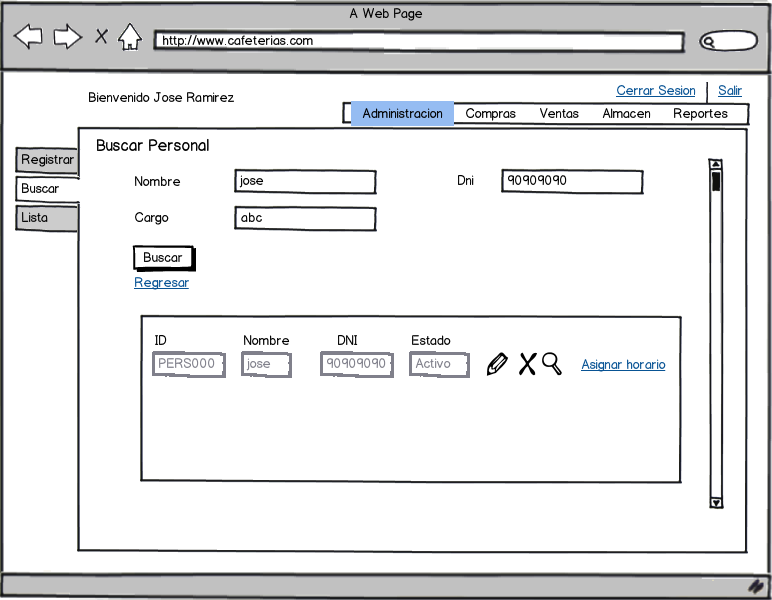 A Web Page
http://www.cafeterias.com
Cerrar Sesion Salir
Bienvenido Jose Ramirez
Administracion Compras Ventas Almacen Reportes
Buscar Personal
Registrar
Buscar
Lista
Nombre jose Dni 90909090
Cargo abc
Buscar
Regresar
ID Nombre DNI Estado
PERS000 jose 90909090 Activo Asignar horario